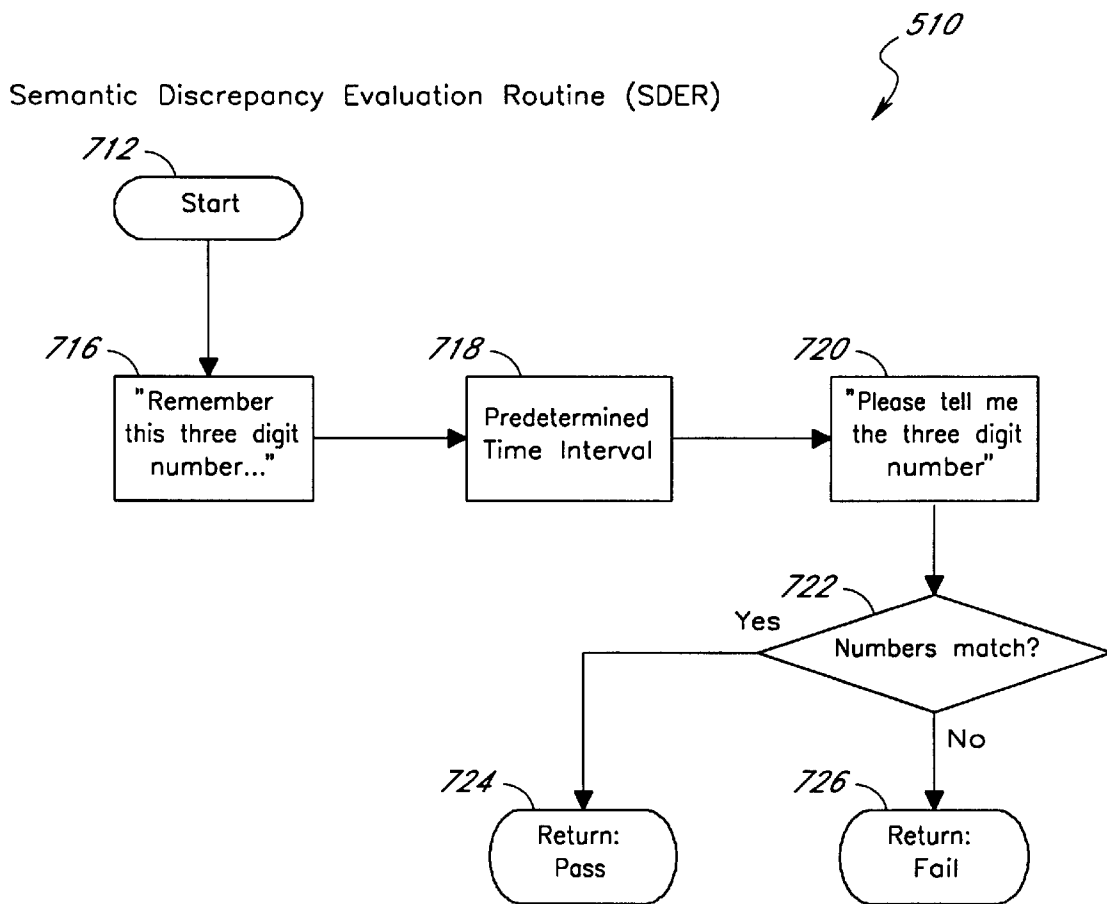 510
Semantic Discrepancy Evaluation Routine (SDER)
712
Start
716
"Remember
this three digit
number..."
718
Predetermined
Time Interval
720
"Please tell me
the three digit
number"
722
Yes
Numbers match?
No
724
Return:
Pass
726
Return:
Fail